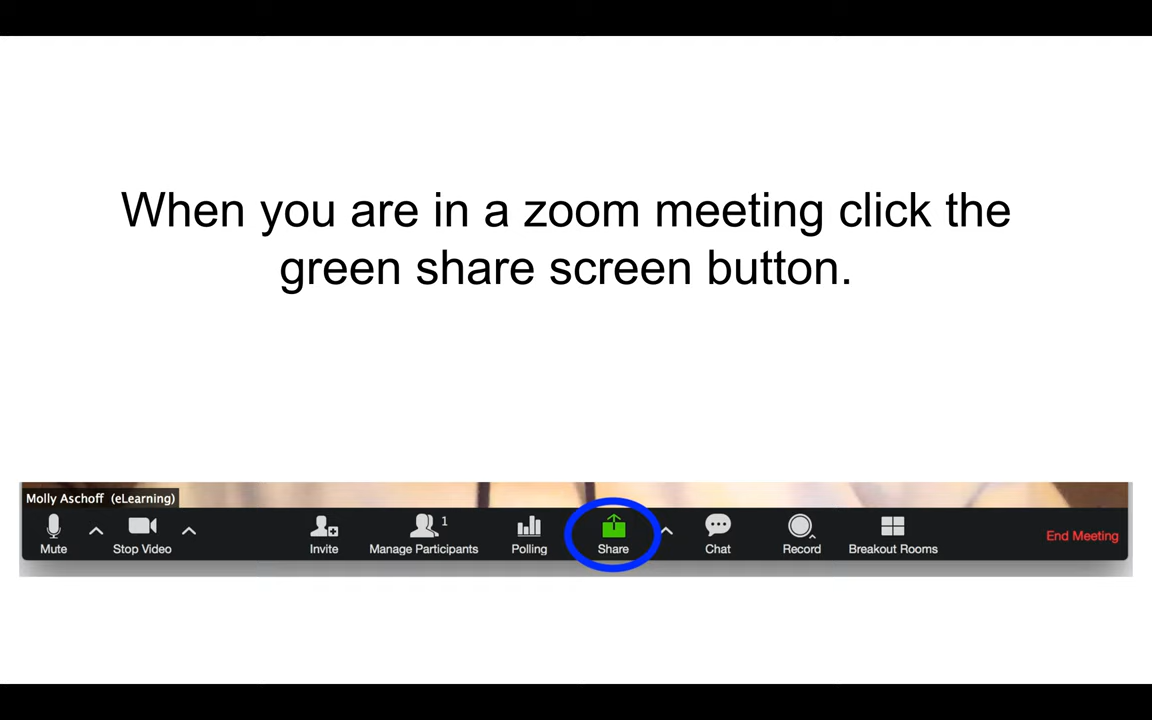 When you are in a zoom meeting click the
green share screen button.
Molly Aschoff (eLearning)
Mute
Stop Video
Invite
Manage Participants
1
Polling
Share
Chat
Record
Breakout Rooms
End Meeting